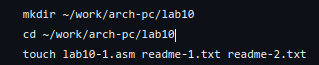 mkdir ~/work/arch-pc/lab10
cd ~/work/arch-pc/lab10
touch lab10-1.asm readme-1.txt readme-2.txt